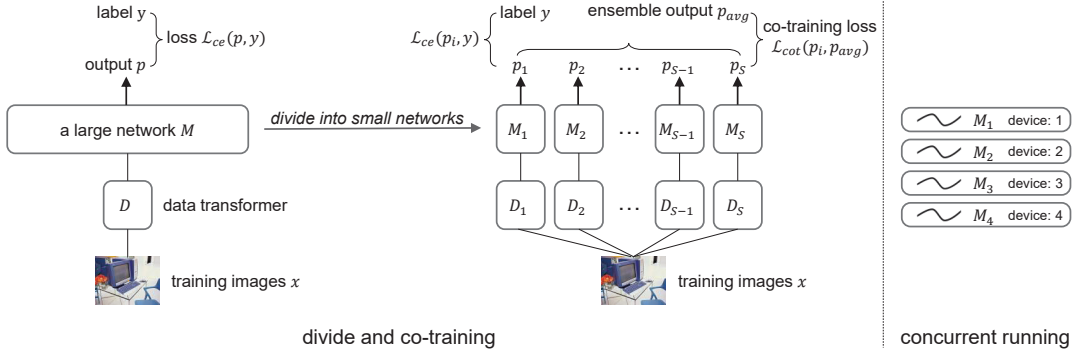 label y
loss ℒce(p, y)
output p
a large network M
D
data transformer
training images x
divide into small networks
label y
ℒce(pi, y)
ensemble output pavg
co-training loss
ℒcot(pi, pavg)
p1 p2 ... pS−1 pS
M1 M2 ... MS−1 MS
D1 D2 ... DS−1 DS
training images x
divide and co-training
M1 device: 1
M2 device: 2
M3 device: 3
M4 device: 4
concurrent running